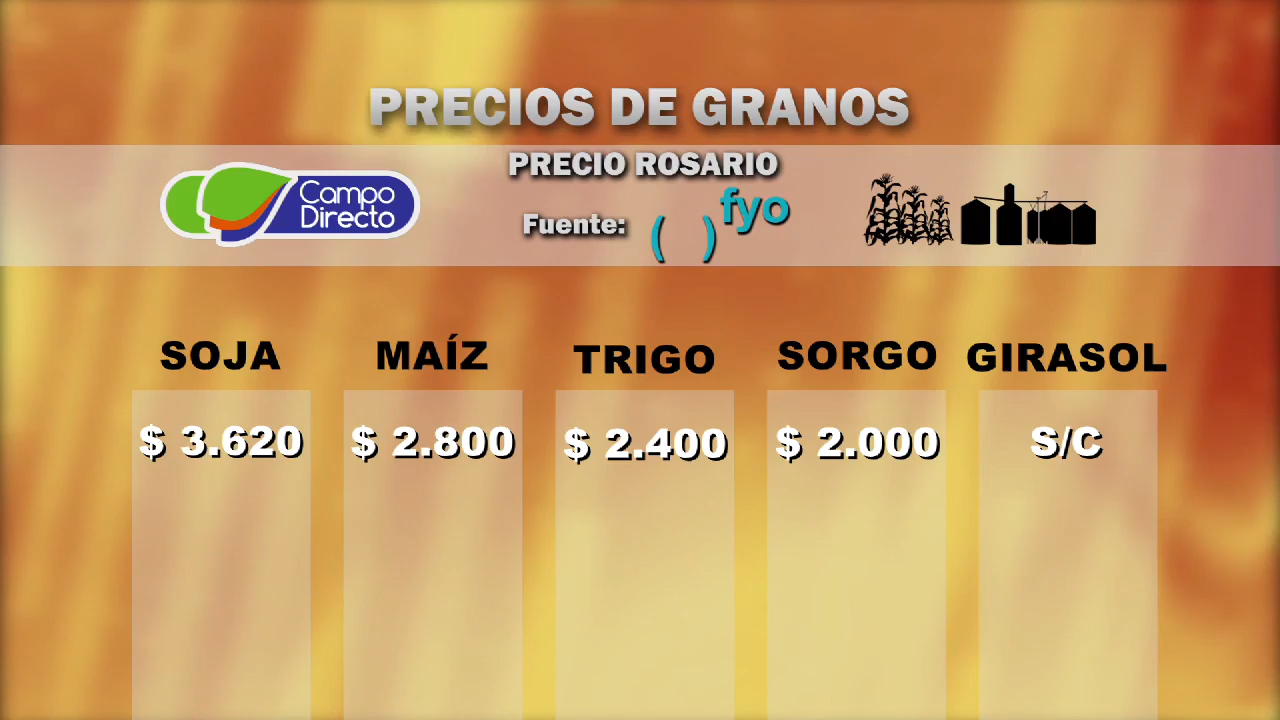 PRECIOS DE GRANOS
PRECIO ROSARIO
Campo
Directo
Fuente: ( ) fyo
SOJA MAÍZ TRIGO SORGO GIRASOL
$ 3.620 $ 2.800 $ 2.400 $ 2.000 S/C